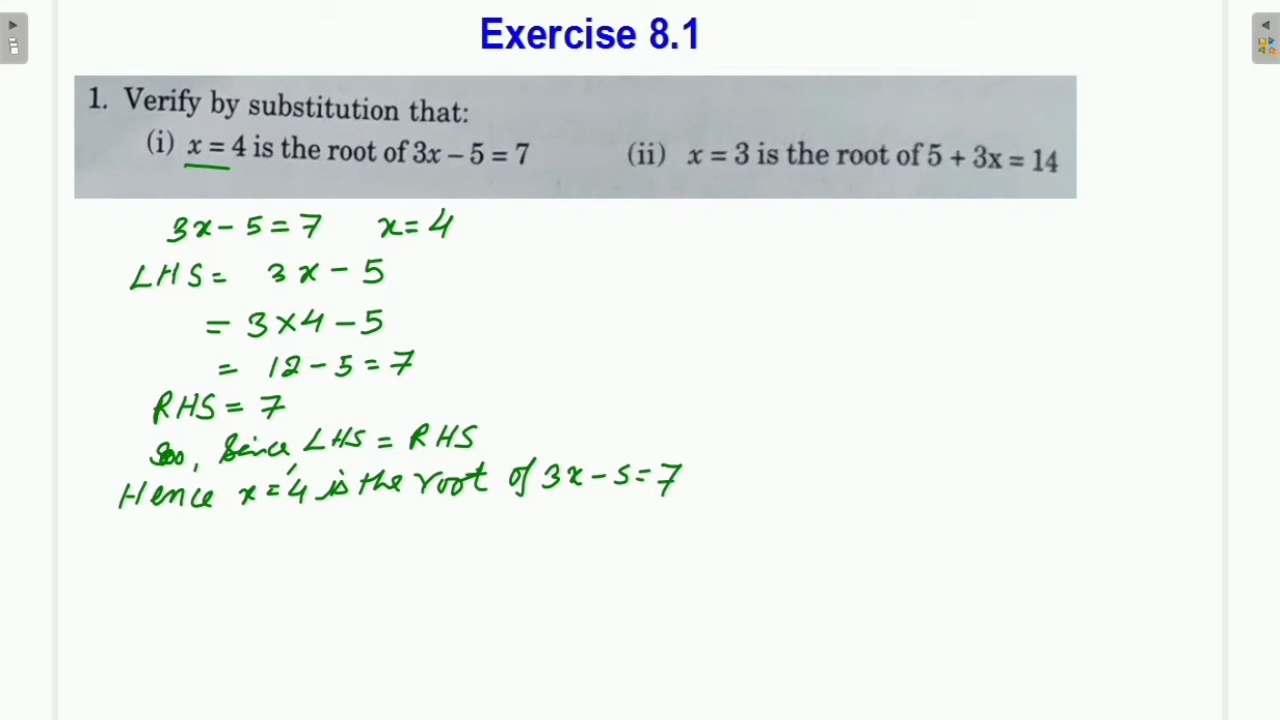 Exercise 8.1
1. Verify by substitution that:
(i) x = 4 is the root of 3x – 5 = 7 (ii) x = 3 is the root of 5 + 3x = 14
3x - 5 = 7 x = 4
LHS = 3x - 5
= 3 × 4 - 5
= 12 - 5 = 7
RHS = 7
So, Since LHS = RHS
Hence x = 4 is the root of 3x - 5 = 7